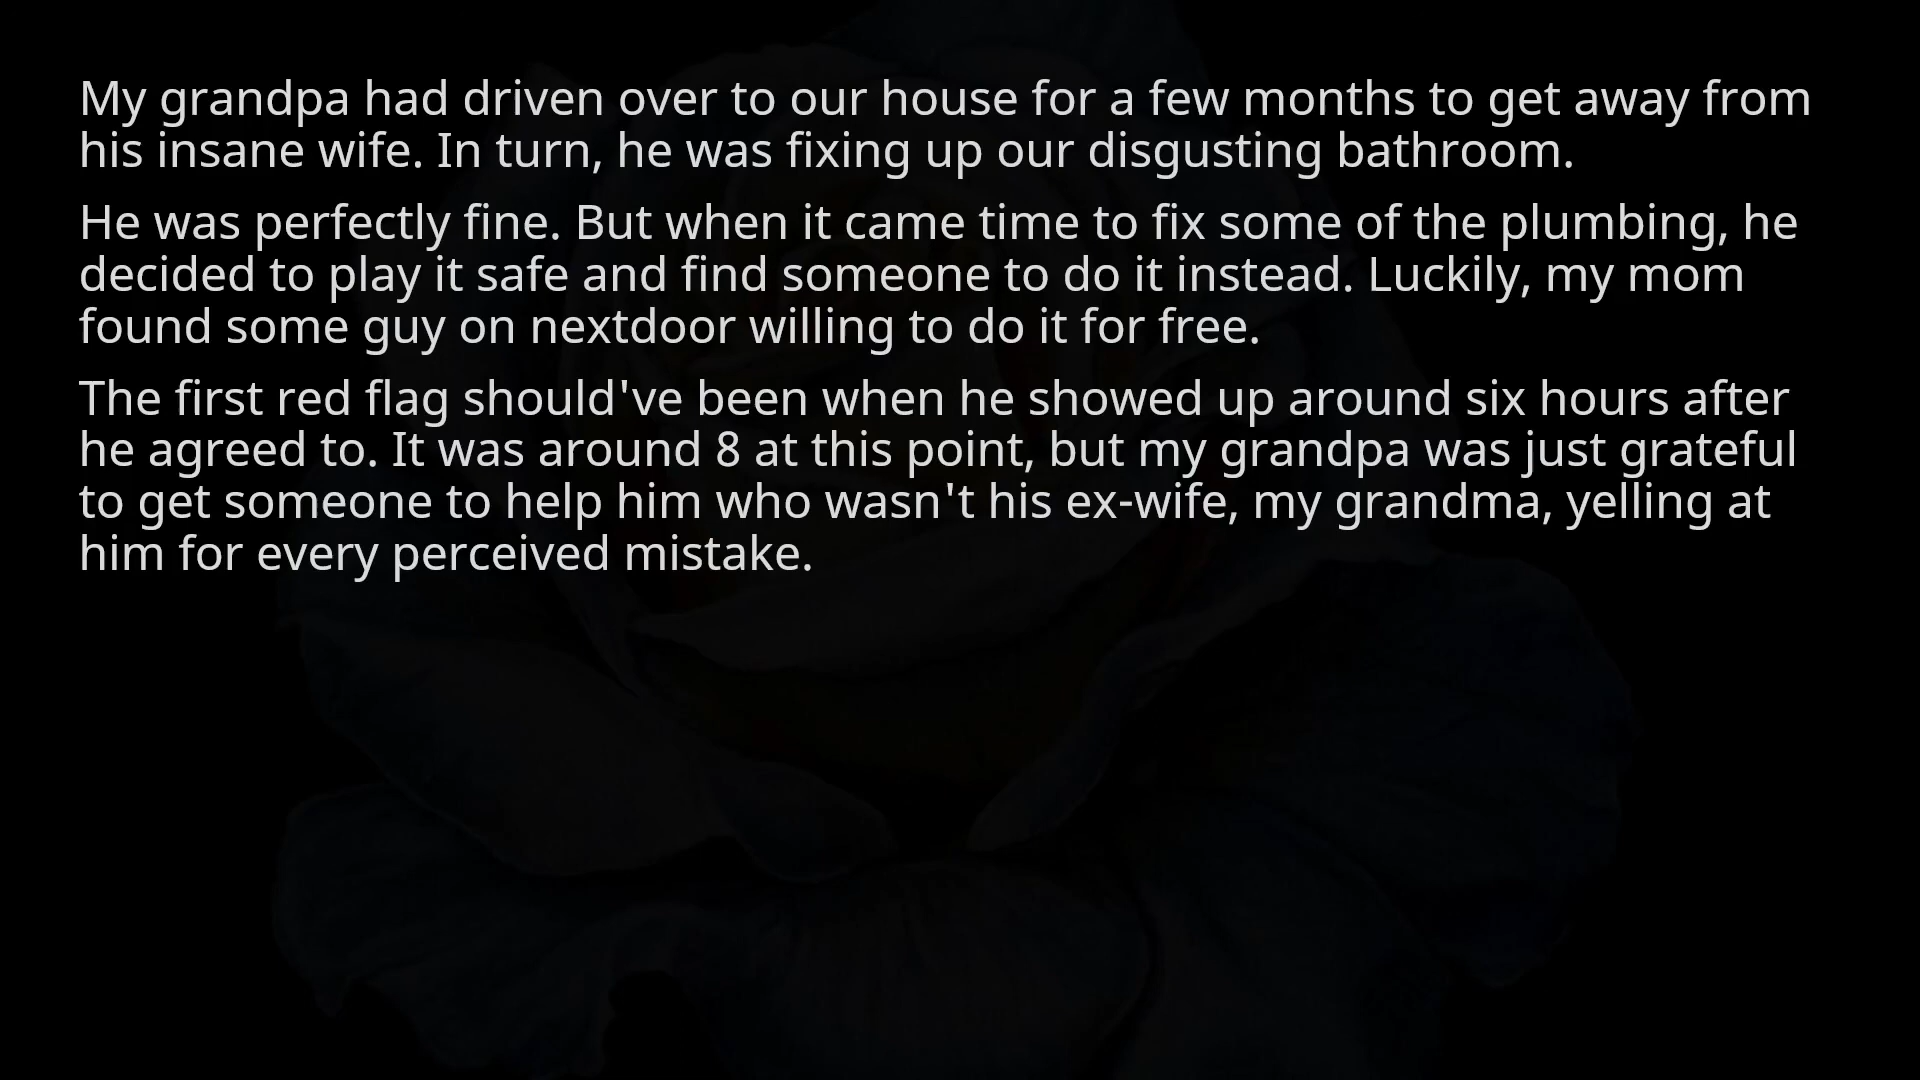 My grandpa had driven over to our house for a few months to get away from
his insane wife. In turn, he was fixing up our disgusting bathroom.
He was perfectly fine. But when it came time to fix some of the plumbing, he
decided to play it safe and find someone to do it instead. Luckily, my mom
found some guy on nextdoor willing to do it for free.
The first red flag should've been when he showed up around six hours after
he agreed to. It was around 8 at this point, but my grandpa was just grateful
to get someone to help him who wasn't his ex-wife, my grandma, yelling at
him for every perceived mistake.